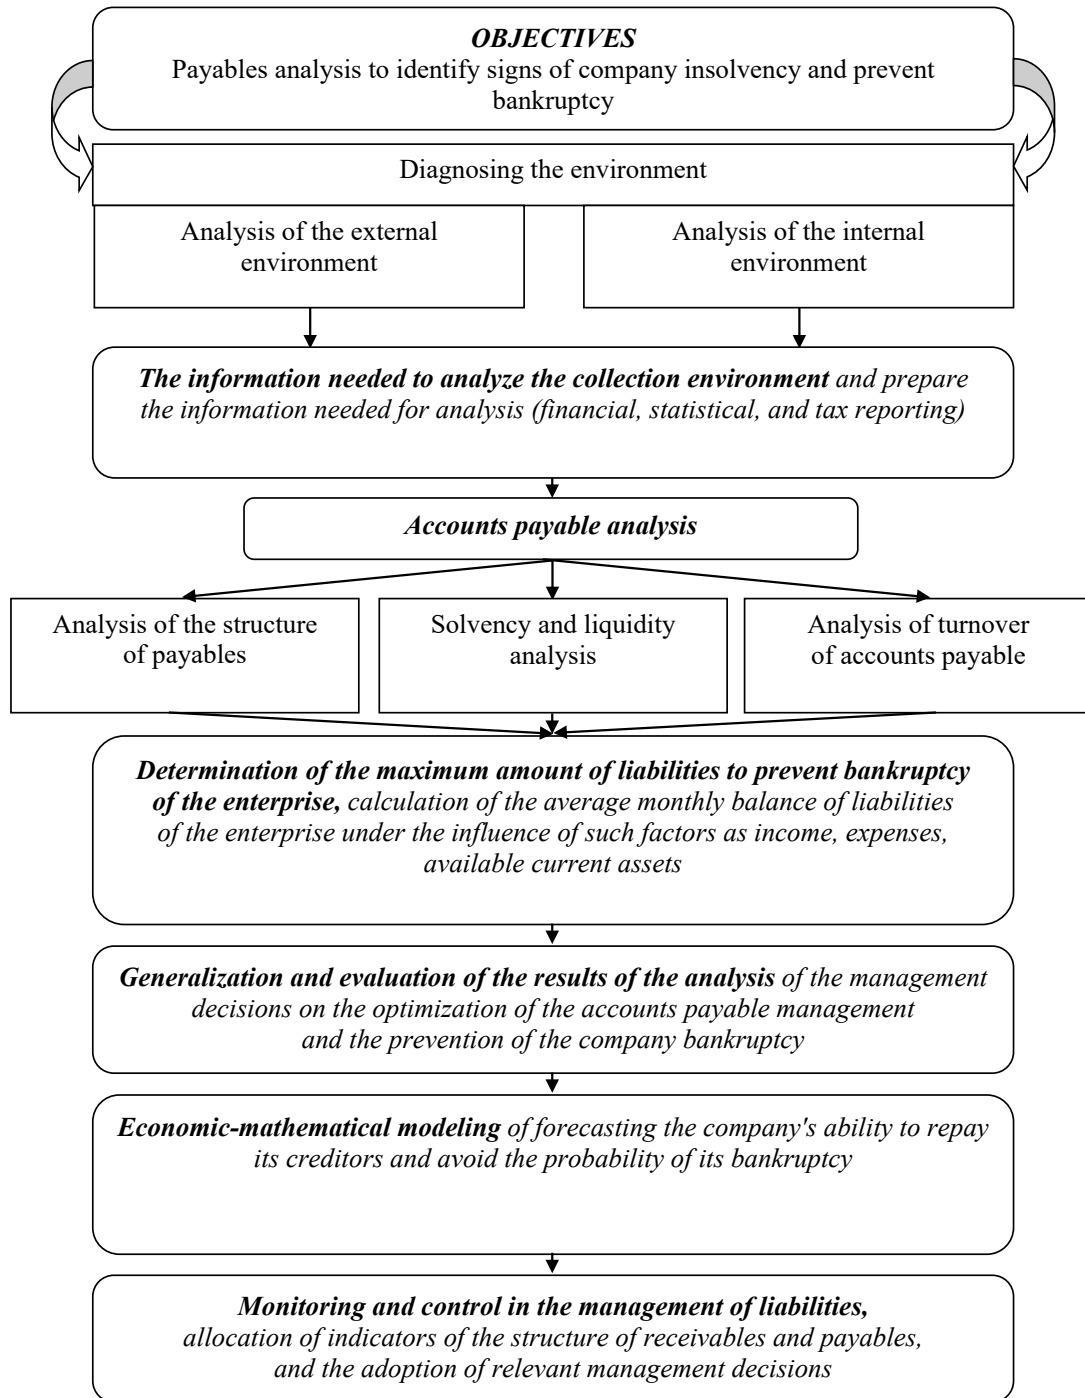 OBJECTIVES
Payables analysis to identify signs of company insolvency and prevent
bankruptcy
Diagnosing the environment
Analysis of the external
environment
Analysis of the internal
environment
The information needed to analyze the collection environment and prepare
the information needed for analysis (financial, statistical, and tax reporting)
Accounts payable analysis
Analysis of the structure
of payables
Solvency and liquidity
analysis
Analysis of turnover
of accounts payable
Determination of the maximum amount of liabilities to prevent bankruptcy
of the enterprise, calculation of the average monthly balance of liabilities
of the enterprise under the influence of such factors as income, expenses,
available current assets
Generalization and evaluation of the results of the analysis of the management
decisions on the optimization of the accounts payable management
and the prevention of the company bankruptcy
Economic-mathematical modeling of forecasting the company's ability to repay
its creditors and avoid the probability of its bankruptcy
Monitoring and control in the management of liabilities,
allocation of indicators of the structure of receivables and payables,
and the adoption of relevant management decisions